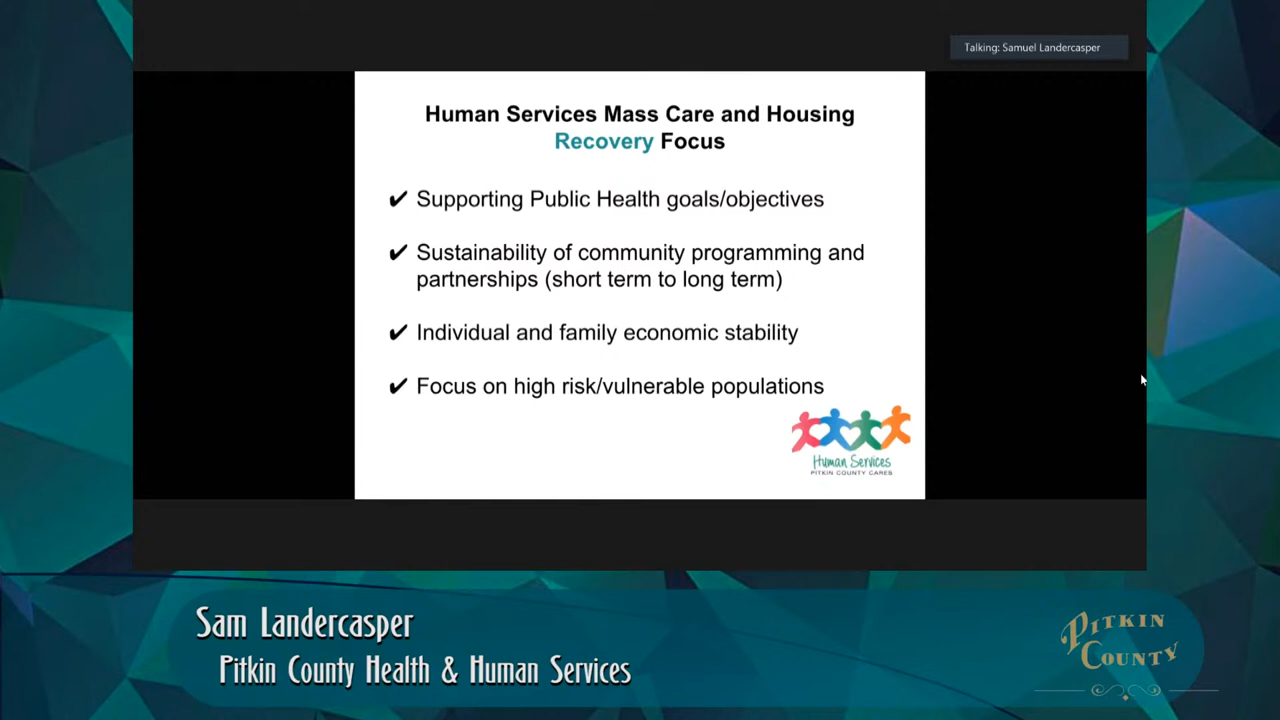 Talking: Samuel Landercasper
Human Services Mass Care and Housing
Recovery Focus
✔ Supporting Public Health goals/objectives
✔ Sustainability of community programming and
partnerships (short term to long term)
✔ Individual and family economic stability
✔ Focus on high risk/vulnerable populations
Human Services
PITKIN COUNTY CARES
Sam Landercasper
Pitkin County Health & Human Services
PITKIN
COUNTY